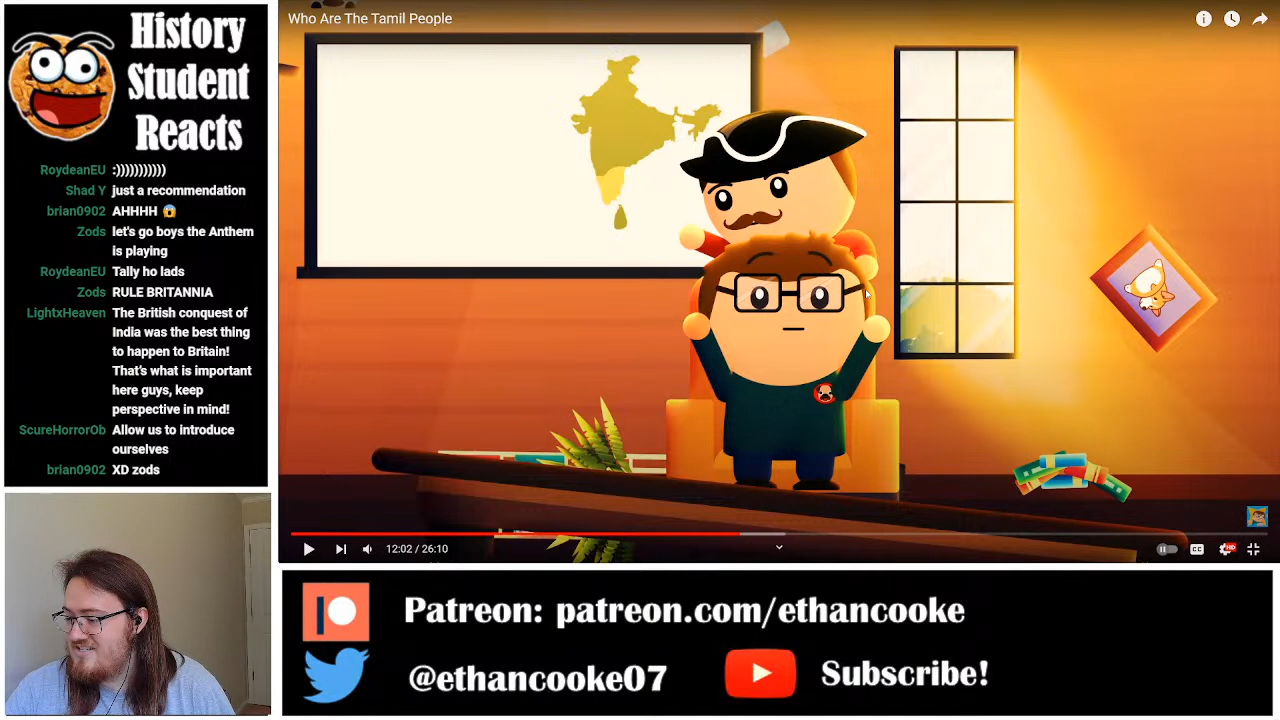 History
Student
Reacts
RoydeanEU :)))))))))))
Shad Y just a recommendation
brian0902 AHHHH 😱
Zods let's go boys the Anthem
is playing
RoydeanEU Tally ho lads
Zods RULE BRITANNIA
LightxHeaven The British conquest of
India was the best thing
to happen to Britain!
That's what is important
here guys, keep
perspective in mind!
ScureHorrorOb Allow us to introduce
ourselves
brian0902 XD zods
Who Are The Tamil People
12:02 / 26:10
CC
HD
Patreon: patreon.com/ethancooke
@ethancooke07
Subscribe!